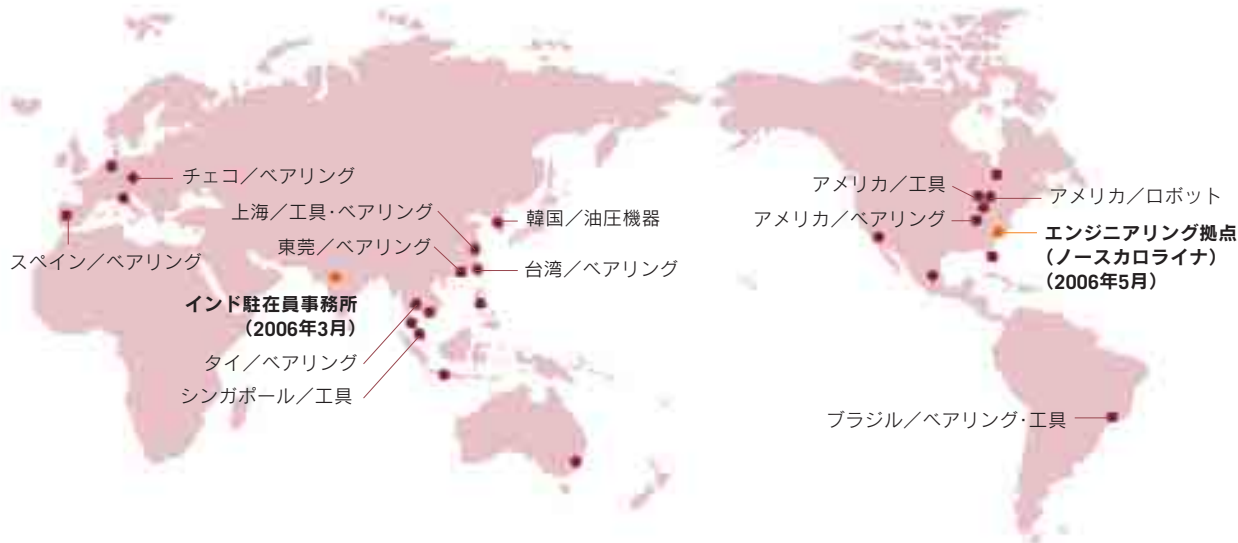 チェコ／ベアリング
上海／工具・ベアリング
東莞／ベアリング
スペイン／ベアリング
韓国／油圧機器
台湾／ベアリング
インド駐在員事務所
（2006年3月）
タイ／ベアリング
シンガポール／工具
アメリカ／工具
アメリカ／ベアリング
アメリカ／ロボット
エンジニアリング拠点
（ノースカロライナ）
（2006年5月）
ブラジル／ベアリング・工具